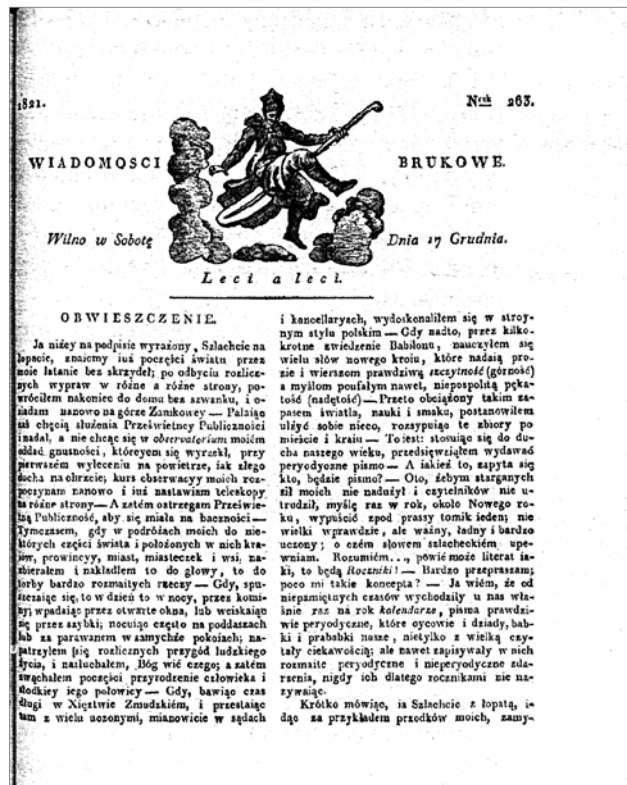 1821.
Nrek 263.
WIADOMOSCI
BRUKOWE.
Wilno w Sobotę
Dnia 17 Grudnia.
Leci a leci.
OBWIESZCZENIE.
Ja niżey na podpisie wyrażony, Szlachcic na
łopacie, znaiomy iuż poczęści światu przez
moie latanie bez skrzydeł; po odbyciu rozlicz-
nych wypraw w różne a różne strony, po-
wróciłem nakoniec do domu bez szwanku, i o-
siadam nanowo na górze Zamkowey — Pałaiąc
zaś chęcią służenia Prześwietney Publiczności
i nadal, a nie chcąc się w obserwatorium moiém
oddać gnusności, któreyem się wyrzekł, przy
pierwszém wyleceniu na powietrze, iak złego
ducha na chrzcie; kurs obserwacyy moich roz-
poczynam nanowo i iuż nastawiam teleskopy
na różne strony — A zatém ostrzegam Prześwie-
tną Publiczność, aby się miała na baczności —
Tymczasem, gdy w podróżach moich do nie-
których części świata i położonych w nich kra-
iów, prowincyy, miast, miasteczek i wsi, na-
zbierałem i nakładłem to do głowy, to do
torby bardzo rozmaitych rzeczy — Gdy, spu-
szczaiąc się, to w dzień to w nocy, przez komi-
ny; wpadaiąc przez otwarte okna, lub weiskaiąc
się przez szybki; nocuiąc często na poddaszach
lub za parawanem w samychże pokoiach; na-
patrzyłem się rozlicznych przygód ludzkiego
życia, i nasłuchałem, Bóg wié czego; a zatém
zwąchałem poczęści przyrodzenie człowieka i
słodkiey iego połowicy — Gdy, bawiąc czas
długi w Xięztwie Zmudzkiém, i przestaiąc
tam z wielu uczonymi, mianowicie w sądach
i kancellaryach, wydoskonaliłem się w stroy-
nym stylu polskim — Gdy nadto, przez kilko-
krotne zwiedzenie Babilonu, nauczyłem się
wielu słów nowego kroiu, które nadaią pro-
zie i wierszom prawdziwą szczytność (górność)
a myślom poufałym nawet, niepospolitą pęka-
tość (nadętość) — Przeto obciążony takim za-
pasem światła, nauki i smaku, postanowiłem
ulżyć sobie nieco, rozsypuiąc te zbiory po
mieście i kraiu — To iest: stosuiąc się do du-
cha naszego wieku, przedsięwziąłem wydawać
peryodyczne pismo — A iakież to, zapyta się
kto, będzie pismo? — Oto, żebym starganych
sił moich nie nadużył i czytelników nie u-
trudził, myślę raz w rok, około Nowego ro-
ku, wypuścić zpod prassy tomik ieden; nie
wielki wprawdzie, ale ważny, ładny i bardzo
uczony; o czém słowem szlacheckiém upe-
wniam. Rozumiém..., powié może literat ia-
ki, to będą Roczniki! — Bardzo przepraszam;
poco mi takie koncepta? — Ja wiém, że od
niepamiętnych czasów wychodziły u nas wła-
śnie raz na rok kalendarze, pisma prawdzi-
wie peryodyczne, które oycowie i dziady, bab-
ki i prababki nasze, nietylko z wielką czy-
tały ciekawością; ale nawet zapisywały w nich
rozmaite peryodyczne i nieperyodyczne zda-
rzenia, nigdy ich dlatego rocznikami nie na-
zywaiąc.
Krótko mówiąc, ia Szlachcic z łopatą, i-
dąc za przykładem przodków moich, zamy-